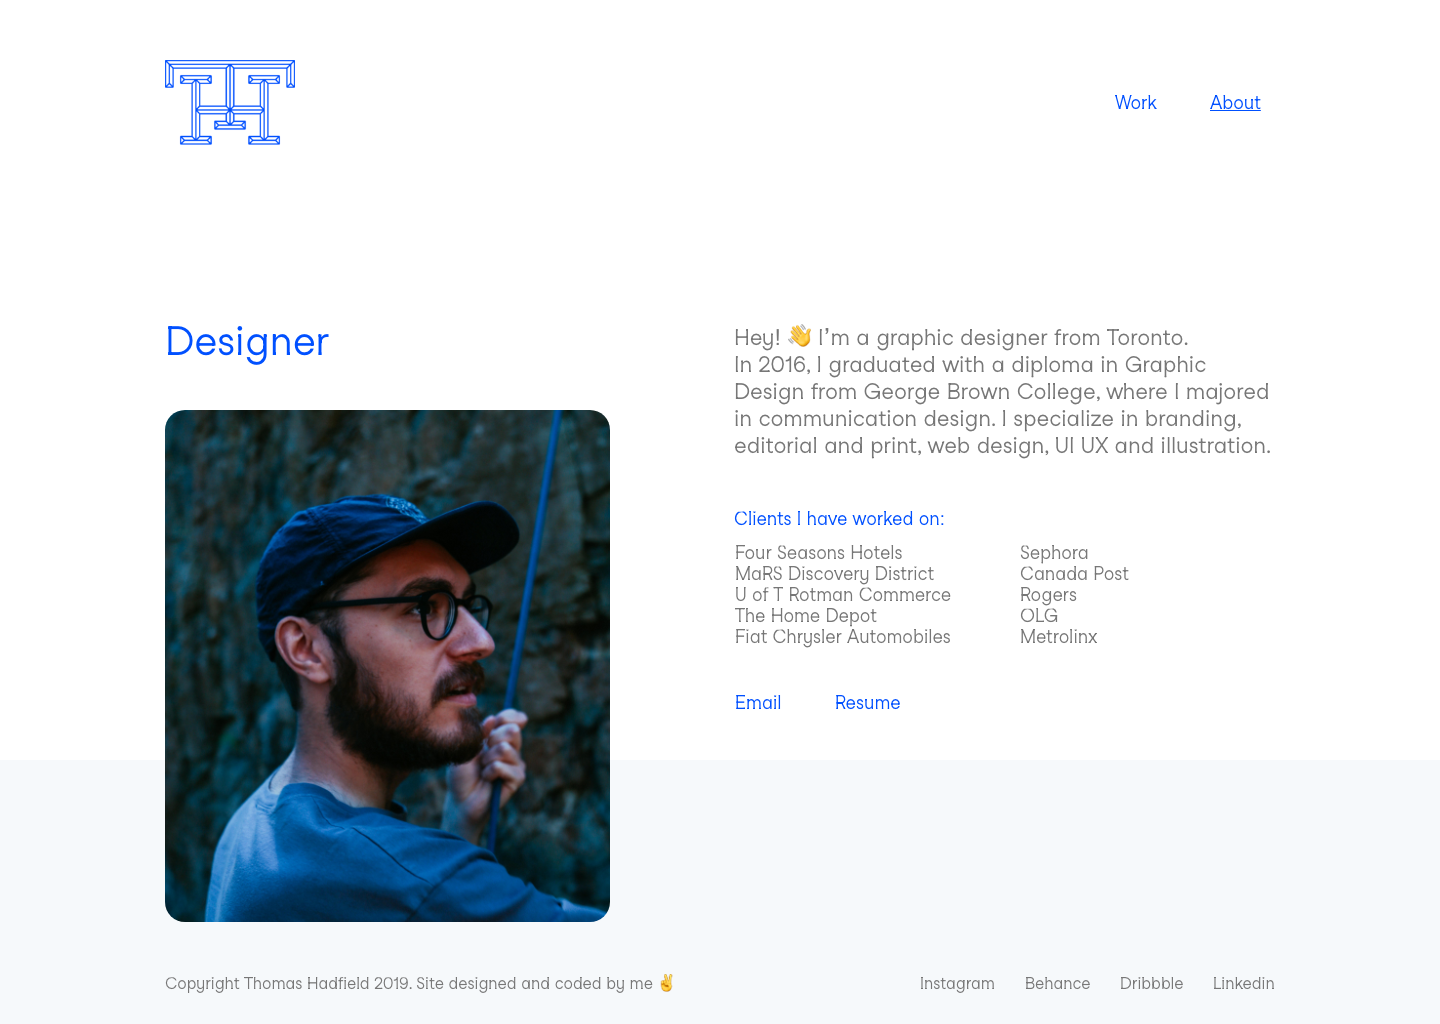 TH
Work
About
Designer
Hey! 👋 I'm a graphic designer from Toronto.
In 2016, I graduated with a diploma in Graphic
Design from George Brown College, where I majored
in communication design. I specialize in branding,
editorial and print, web design, UI UX and illustration.
Clients I have worked on:
Four Seasons Hotels
MaRS Discovery District
U of T Rotman Commerce
The Home Depot
Fiat Chrysler Automobiles
Sephora
Canada Post
Rogers
OLG
Metrolinx
Email
Resume
Copyright Thomas Hadfield 2019. Site designed and coded by me ✌️
Instagram
Behance
Dribbble
Linkedin